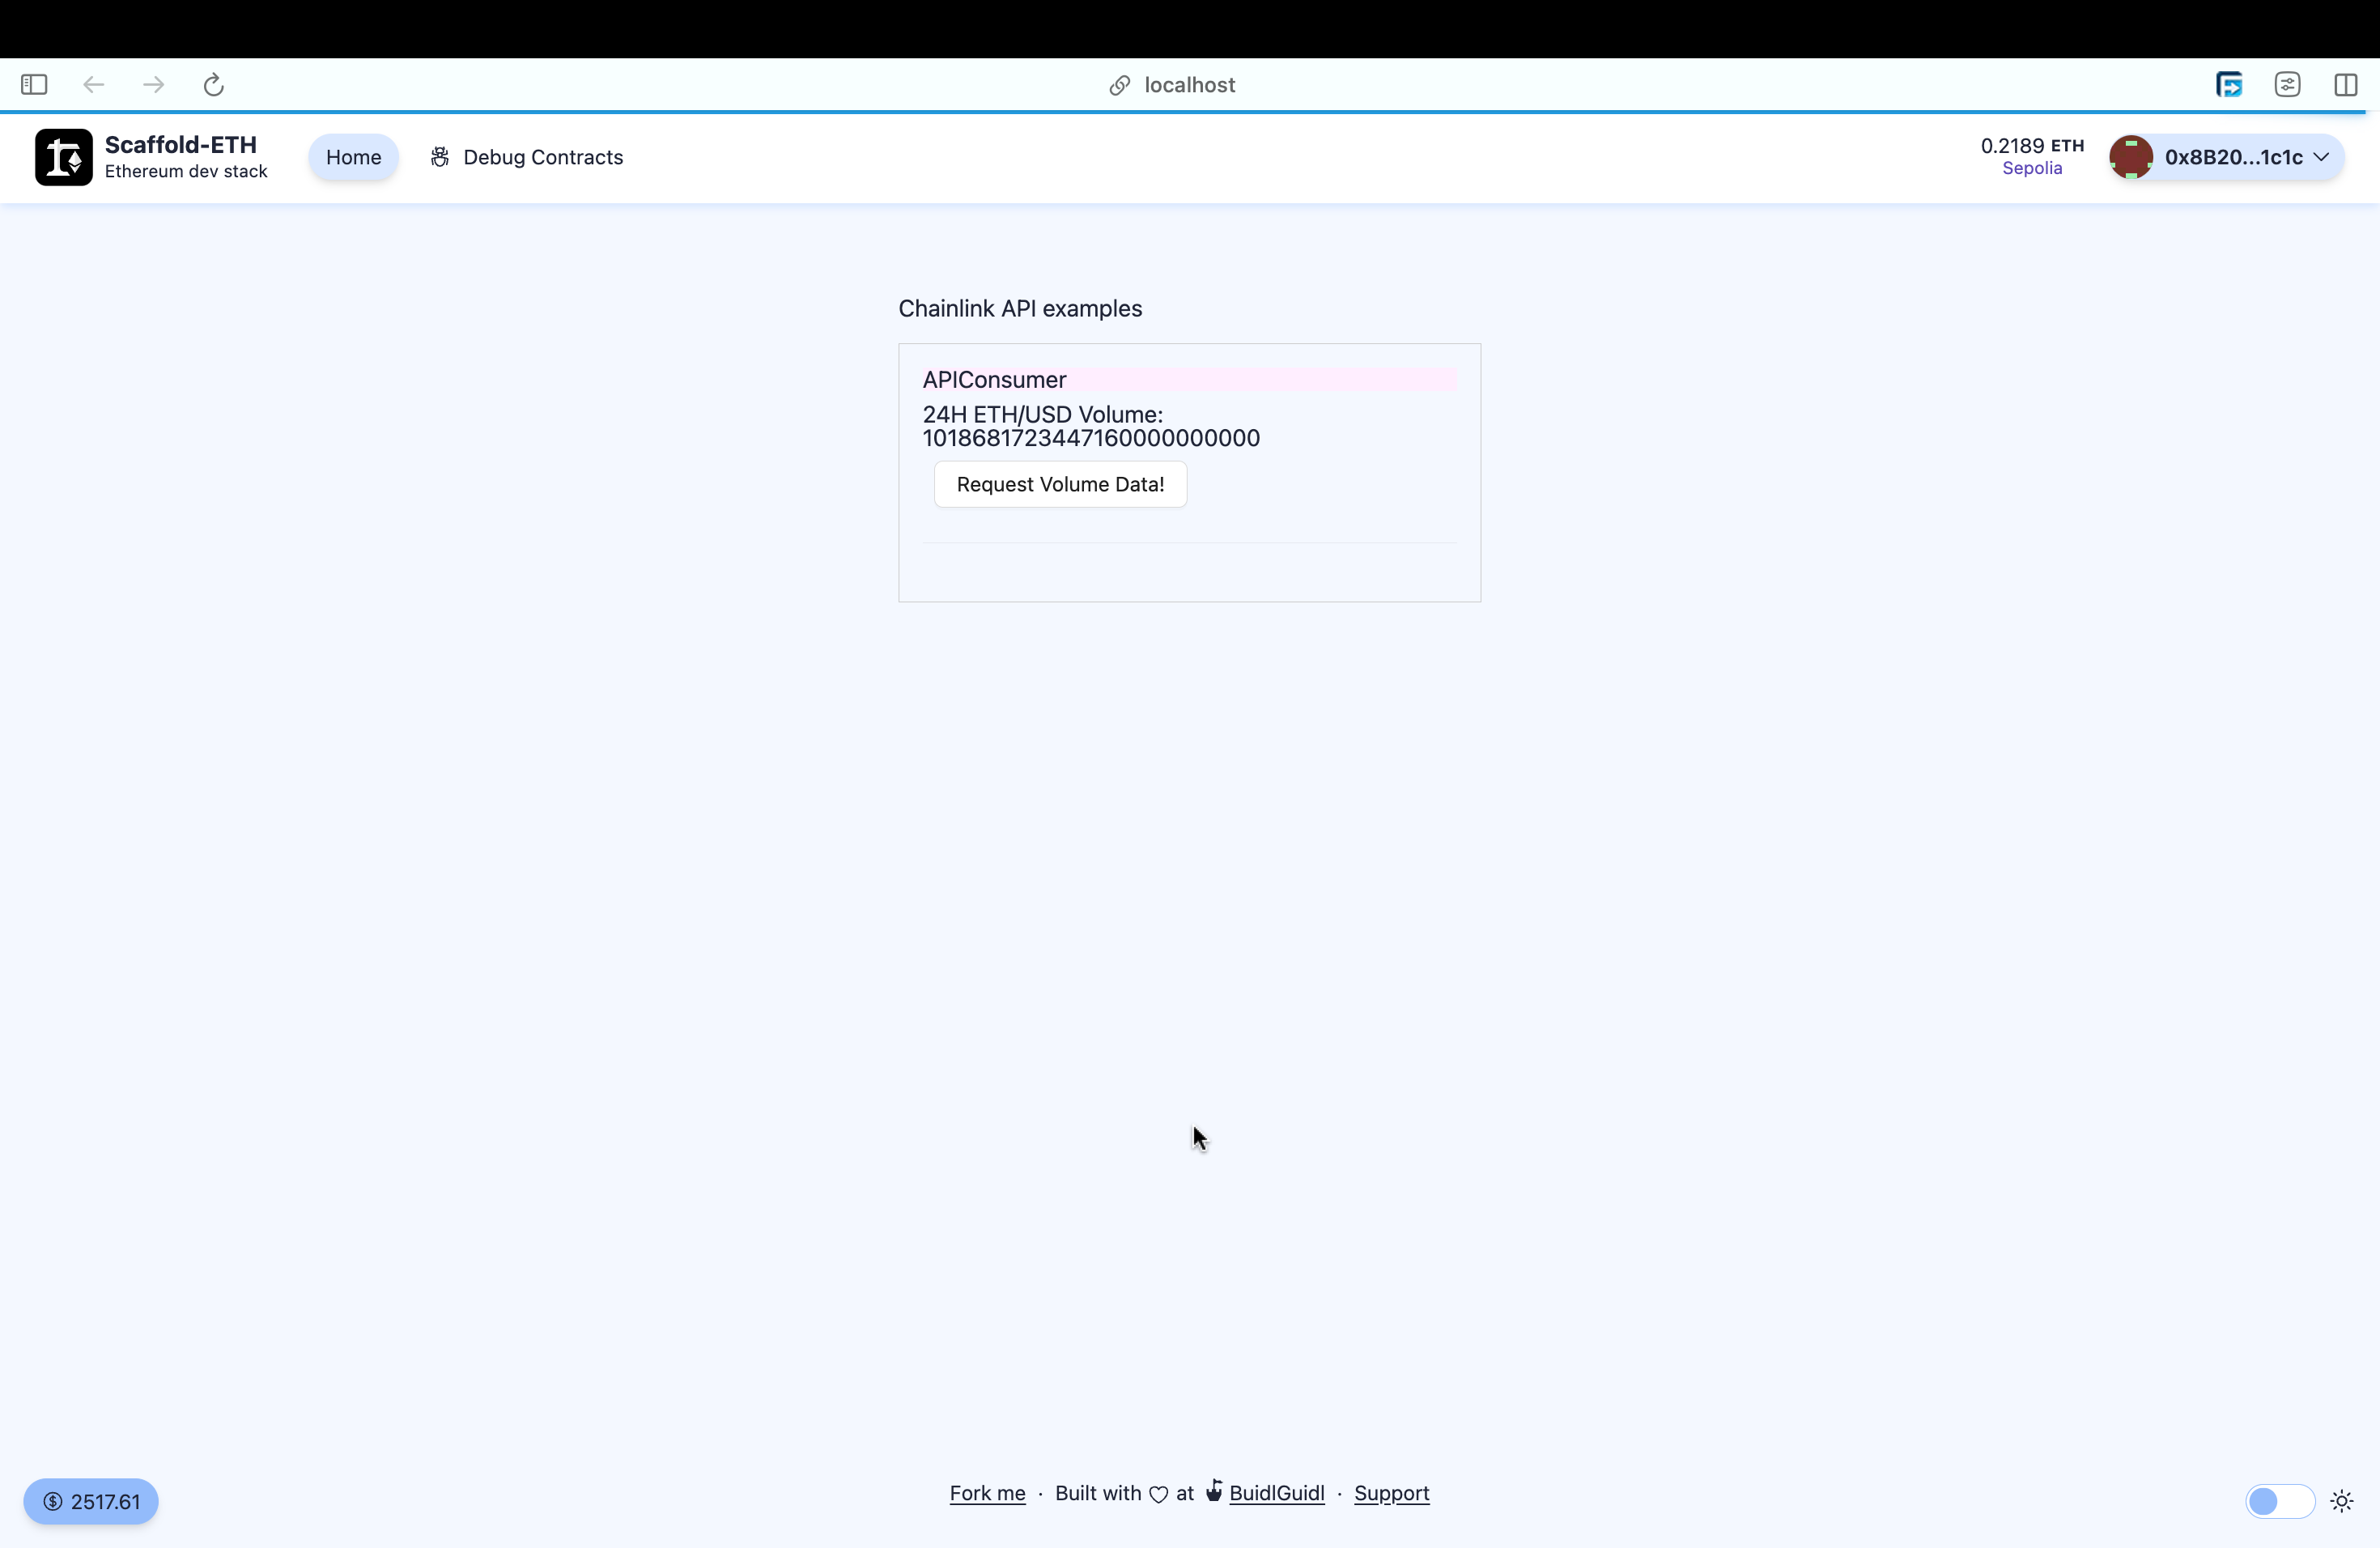 localhost
Scaffold-ETH
Ethereum dev stack
Home
Debug Contracts
0.2189 ETH
Sepolia
0x8B20...1c1c
Chainlink API examples
APIConsumer
24H ETH/USD Volume:
1018681723447160000000000
Request Volume Data!
2517.61
Fork me · Built with at BuidlGuidl · Support